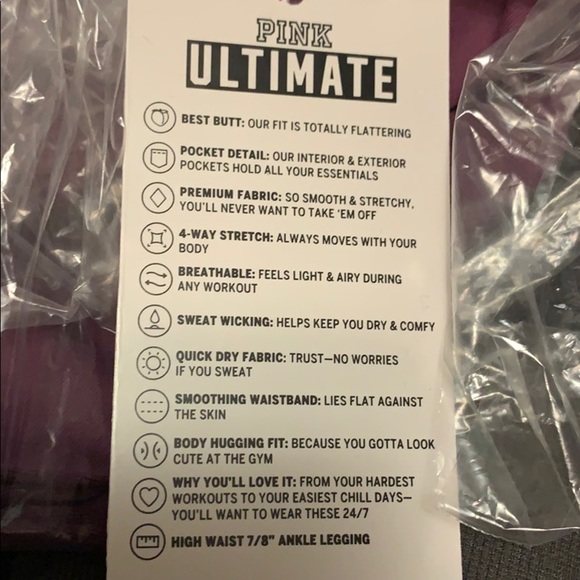 PINK
ULTIMATE
BEST BUTT: OUR FIT IS TOTALLY FLATTERING
POCKET DETAIL: OUR INTERIOR & EXTERIOR
POCKETS HOLD ALL YOUR ESSENTIALS
PREMIUM FABRIC: SO SMOOTH & STRETCHY,
YOU'LL NEVER WANT TO TAKE 'EM OFF
4-WAY STRETCH: ALWAYS MOVES WITH YOUR
BODY
BREATHABLE: FEELS LIGHT & AIRY DURING
ANY WORKOUT
SWEAT WICKING: HELPS KEEP YOU DRY & COMFY
QUICK DRY FABRIC: TRUST—NO WORRIES
IF YOU SWEAT
SMOOTHING WAISTBAND: LIES FLAT AGAINST
THE SKIN
BODY HUGGING FIT: BECAUSE YOU GOTTA LOOK
CUTE AT THE GYM
WHY YOU'LL LOVE IT: FROM YOUR HARDEST
WORKOUTS TO YOUR EASIEST CHILL DAYS—
YOU'LL WANT TO WEAR THESE 24/7
HIGH WAIST 7/8" ANKLE LEGGING